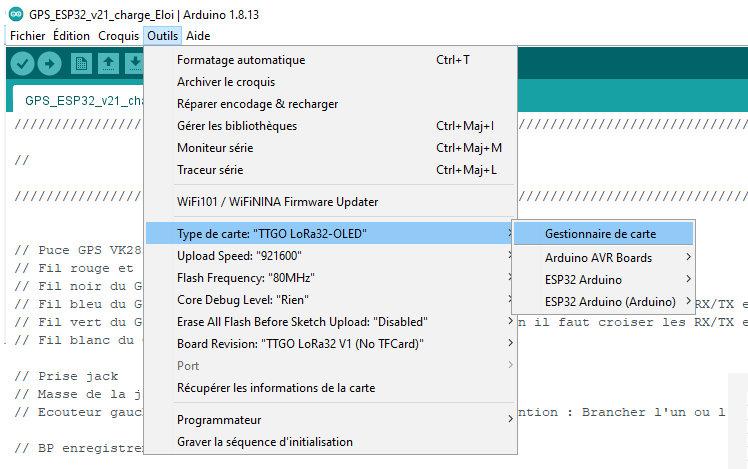 GPS_ESP32_v21_charge_Eloi | Arduino 1.8.13
Fichier Édition Croquis Outils Aide
GPS_ESP32_v21_cha
Formatage automatique Ctrl+T
Archiver le croquis
Réparer encodage & recharger
Gérer les bibliothèques Ctrl+Maj+I
Moniteur série Ctrl+Maj+M
Traceur série Ctrl+Maj+L
WiFi101 / WiFiNINA Firmware Updater
Type de carte: "TTGO LoRa32-OLED"
Upload Speed: "921600"
Flash Frequency: "80MHz"
Core Debug Level: "Rien"
Erase All Flash Before Sketch Upload: "Disabled"
Board Revision: "TTGO LoRa32 V1 (No TFCard)"
Port
Récupérer les informations de la carte
Programmateur
Graver la séquence d'initialisation
Gestionnaire de carte
Arduino AVR Boards
ESP32 Arduino
ESP32 Arduino (Arduino)
//
// Puce GPS VK28
// Fil rouge et
// Fil noir du G
// Fil bleu du G RX/TX e
// Fil vert du G n il faut croiser les RX/TX e
// Fil blanc du
// Prise jack
// Masse de la j
// Ecouteur gauc ntion : Brancher l'un ou l
// BP enregistre